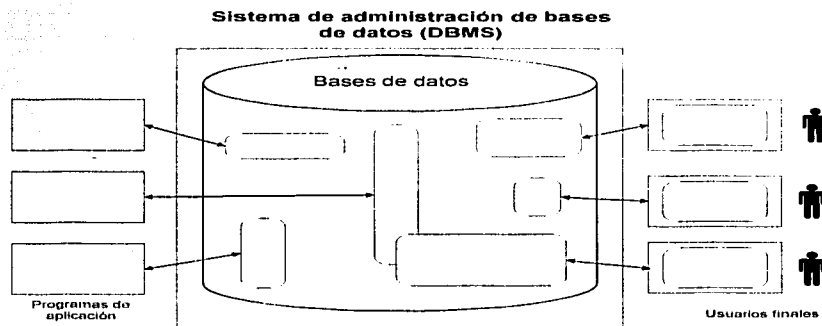 Sistema de administración de bases
de datos (DBMS)
Bases de datos
Programas de
aplicación
Usuarios finales